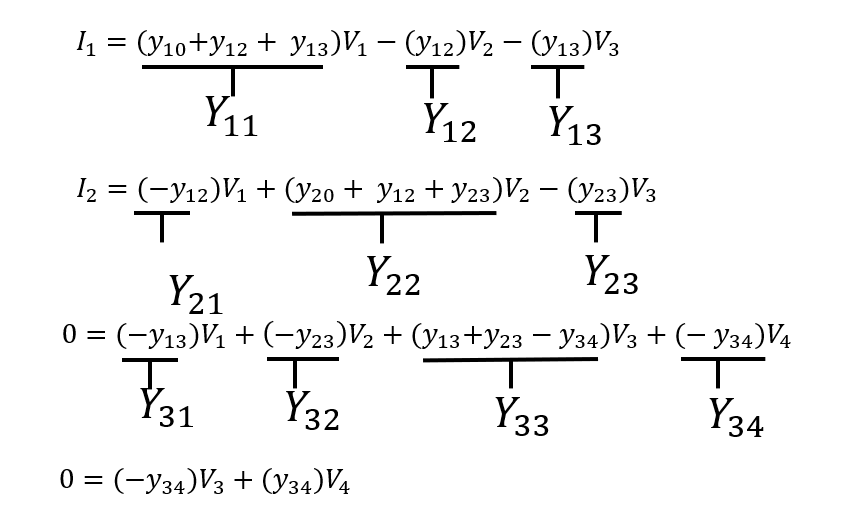 I₁ = (y₁₀+y₁₂ + y₁₃)V₁ − (y₁₂)V₂ − (y₁₃)V₃
Y₁₁ Y₁₂ Y₁₃
I₂ = (−y₁₂)V₁ + (y₂₀ + y₁₂ + y₂₃)V₂ − (y₂₃)V₃
Y₂₁ Y₂₂ Y₂₃
0 = (−y₁₃)V₁ + (−y₂₃)V₂ + (y₁₃+y₂₃ − y₃₄)V₃ + (− y₃₄)V₄
Y₃₁ Y₃₂ Y₃₃ Y₃₄
0 = (−y₃₄)V₃ + (y₃₄)V₄